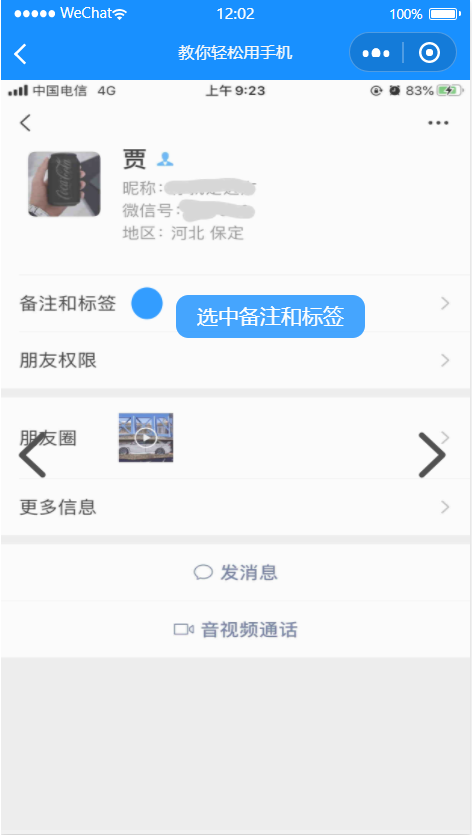 WeChat 12:02 100%
教你轻松用手机
中国电信 4G 上午 9:23 83%
贾
昵称:
微信号:
地区: 河北 保定
备注和标签 选中备注和标签
朋友权限
朋友圈
更多信息
发消息
音视频通话